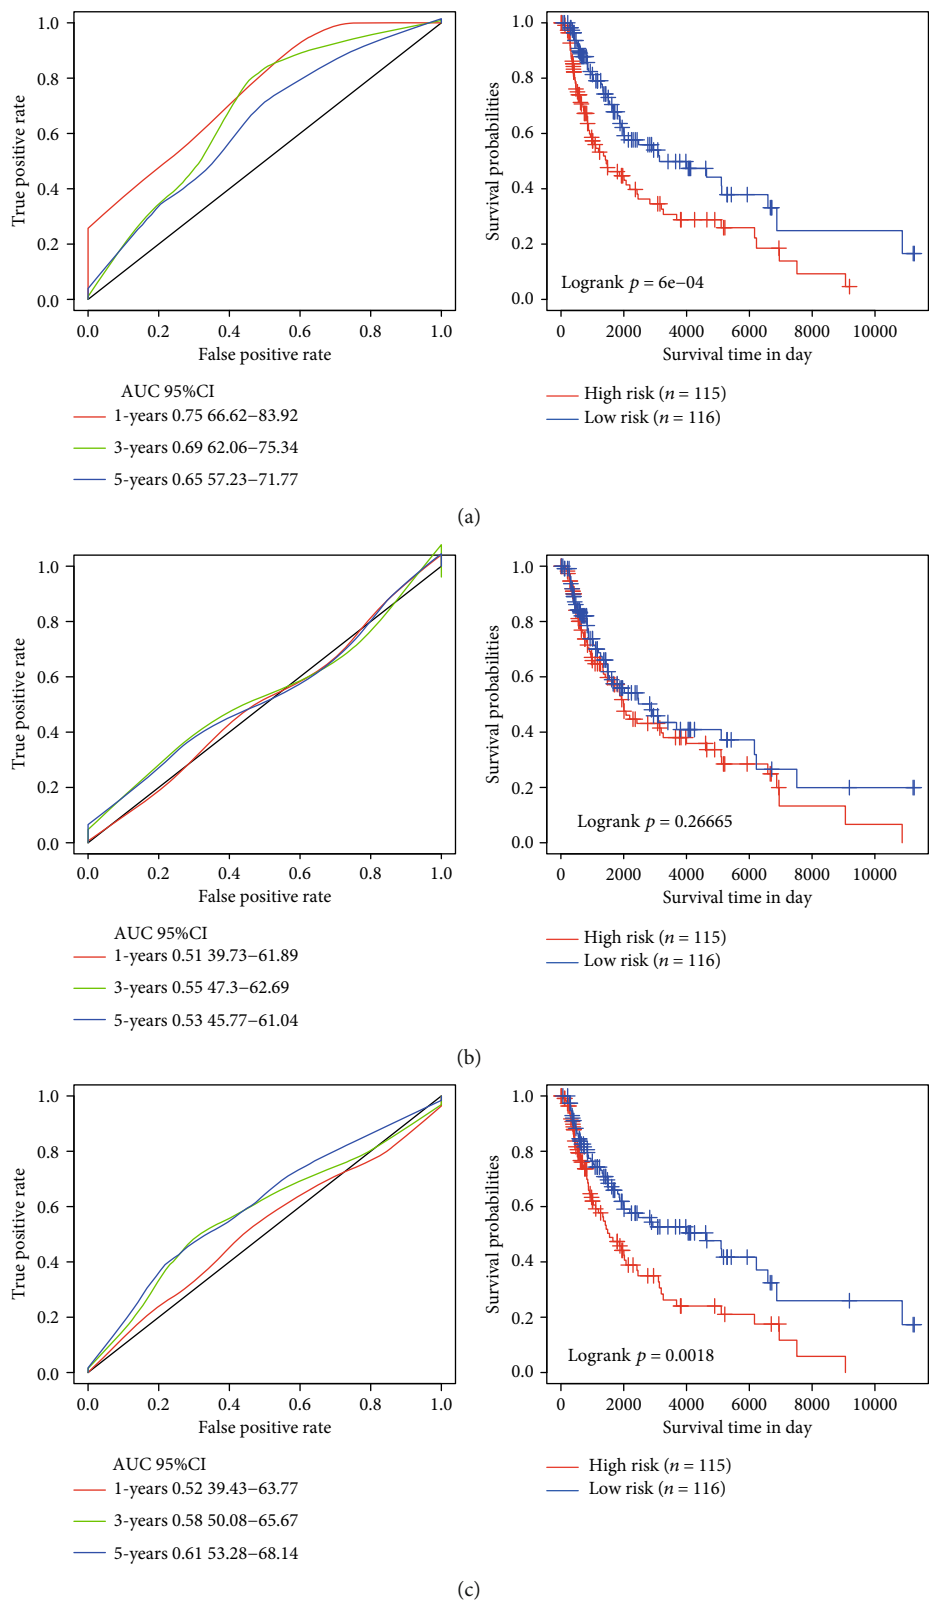 1.0
0.8
0.6
0.4
0.2
0.0
True positive rate
0.0 0.2 0.4 0.6 0.8 1.0
False positive rate
AUC 95%CI
1-years 0.75 66.62–83.92
3-years 0.69 62.06–75.34
5-years 0.65 57.23–71.77
1.0
0.8
0.6
0.4
0.2
0.0
Survival probabilities
Logrank p = 6e–04
0 2000 4000 6000 8000 10000
Survival time in day
High risk (n = 115)
Low risk (n = 116)
(a)
1.0
0.8
0.6
0.4
0.2
0.0
True positive rate
0.0 0.2 0.4 0.6 0.8 1.0
False positive rate
AUC 95%CI
1-years 0.51 39.73–61.89
3-years 0.55 47.3–62.69
5-years 0.53 45.77–61.04
1.0
0.8
0.6
0.4
0.2
0.0
Survival probabilities
Logrank p = 0.26665
0 2000 4000 6000 8000 10000
Survival time in day
High risk (n = 115)
Low risk (n = 116)
(b)
1.0
0.8
0.6
0.4
0.2
0.0
True positive rate
0.0 0.2 0.4 0.6 0.8 1.0
False positive rate
AUC 95%CI
1-years 0.52 39.43–63.77
3-years 0.58 50.08–65.67
5-years 0.61 53.28–68.14
1.0
0.8
0.6
0.4
0.2
0.0
Survival probabilities
Logrank p = 0.0018
0 2000 4000 6000 8000 10000
Survival time in day
High risk (n = 115)
Low risk (n = 116)
(c)